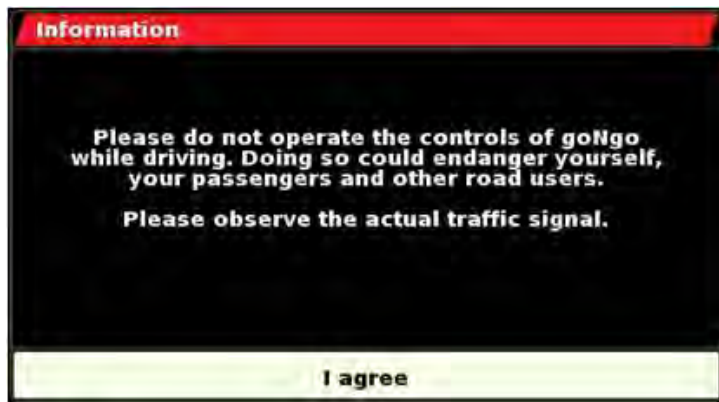 Information
Please do not operate the controls of goNgo
while driving. Doing so could endanger yourself,
your passengers and other road users.
Please observe the actual traffic signal.
I agree